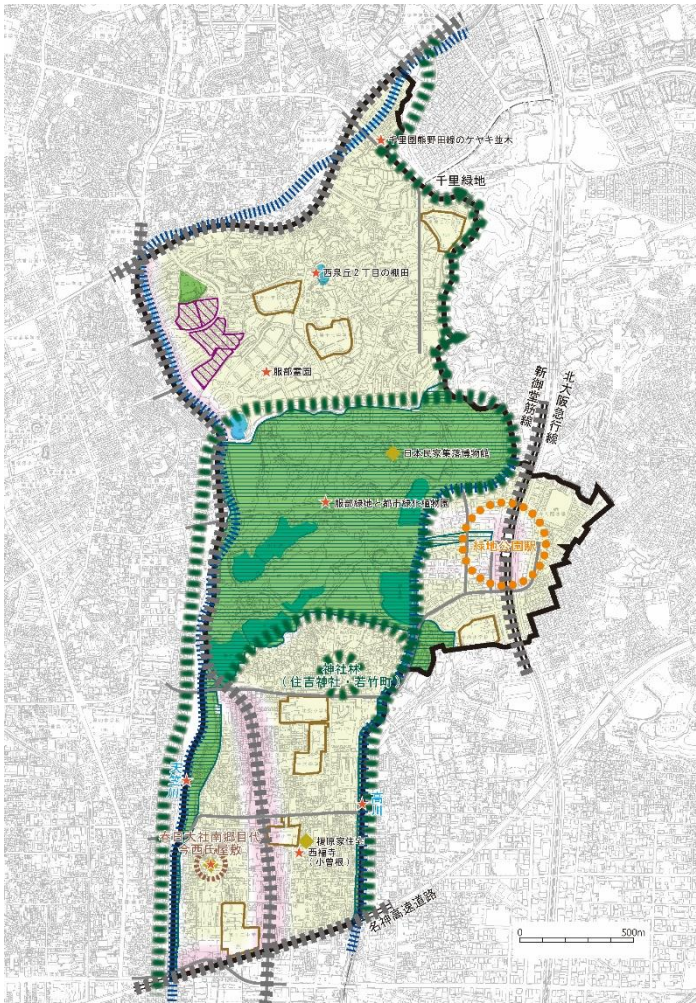 千里園熊野田線のケヤキ並木
千里緑地
西泉丘2丁目の棚田
服部霊園
北大阪急行線
新御堂筋線
日本民家集落博物館
服部緑地と都市緑化植物園
緑地公園駅
神社林
(住吉神社・若竹町)
天竺川
高川
春日大社南郷目代
今西氏屋敷
西福寺
(小曽根)
名神高速道路
0
500m